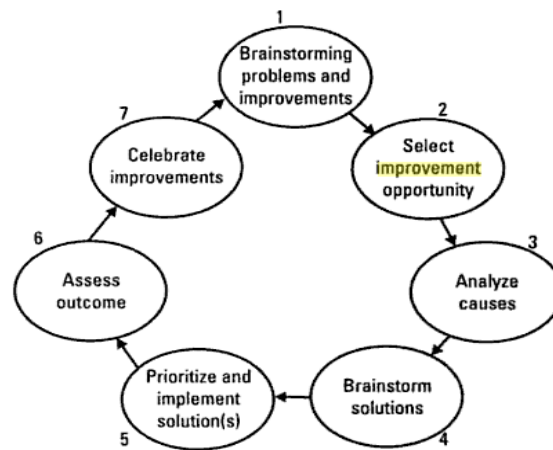 1
Brainstorming
problems and
improvements
2
Select
improvement
opportunity
3
Analyze
causes
Brainstorm
solutions
4
Prioritize and
implement
solution(s)
5
6
Assess
outcome
7
Celebrate
improvements